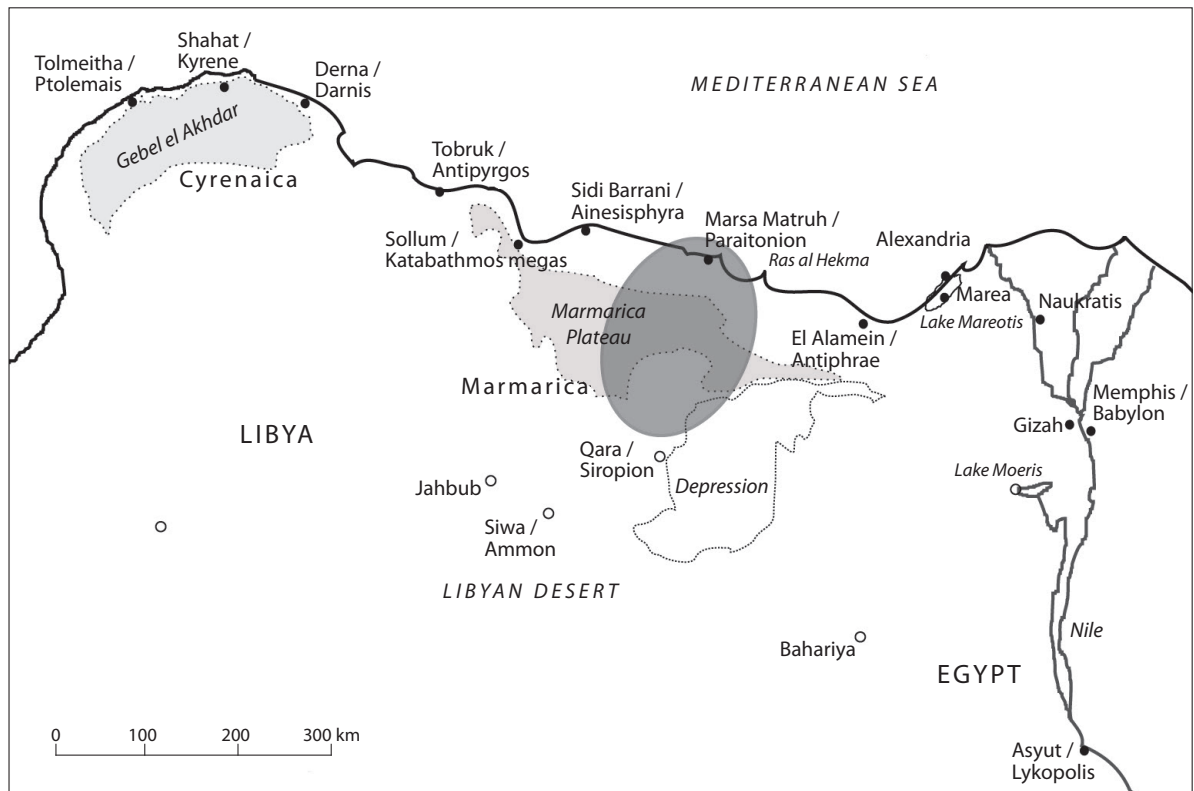 Shahat /
Kyrene
Tolmeitha /
Ptolemais
Derna /
Darnis
MEDITERRANEAN SEA
Gebel el Akhdar
Cyrenaica
Tobruk /
Antipyrgos
Sidi Barrani /
Ainesisphyra
Marsa Matruh /
Paraitonion
Ras al Hekma
Sollum /
Katabathmos megas
Alexandria
Marea
Lake Mareotis
Naukratis
Marmarica
Plateau
El Alamein /
Antiphrae
Marmarica
Memphis /
Babylon
Gizah
LIBYA
Qara /
Siropion
Lake Moeris
Jahbub
Depression
Siwa /
Ammon
LIBYAN DESERT
Bahariya
Nile
EGYPT
0 100 200 300 km
Asyut /
Lykopolis